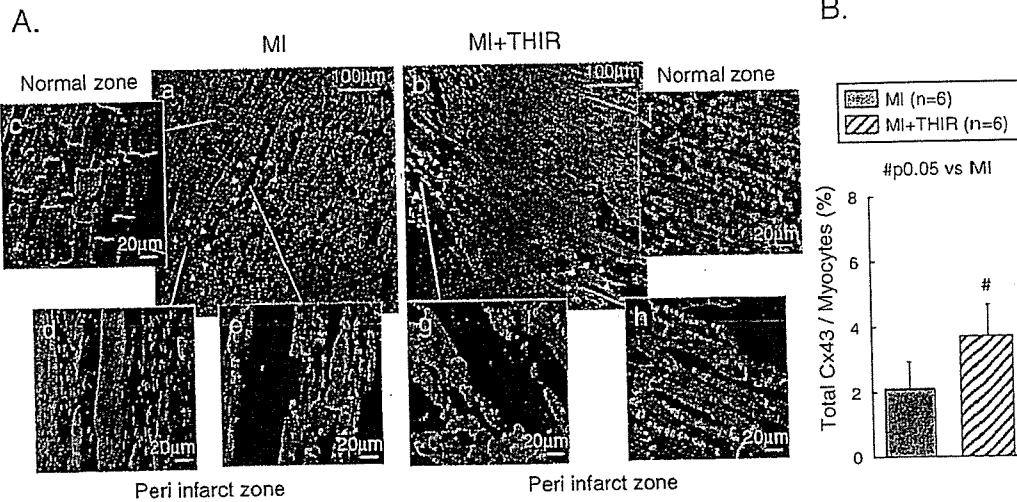 A.
MI
MI+THIR
Normal zone
Normal zone
a
100µm
b
100µm
c
20µm
20µm
d
20µm
e
20µm
g
20µm
h
20µm
Peri infarct zone
Peri infarct zone
B.
MI (n=6)
MI+THIR (n=6)
#p0.05 vs MI
Total Cx43 / Myocytes (%)
8
6
4
2
0
#